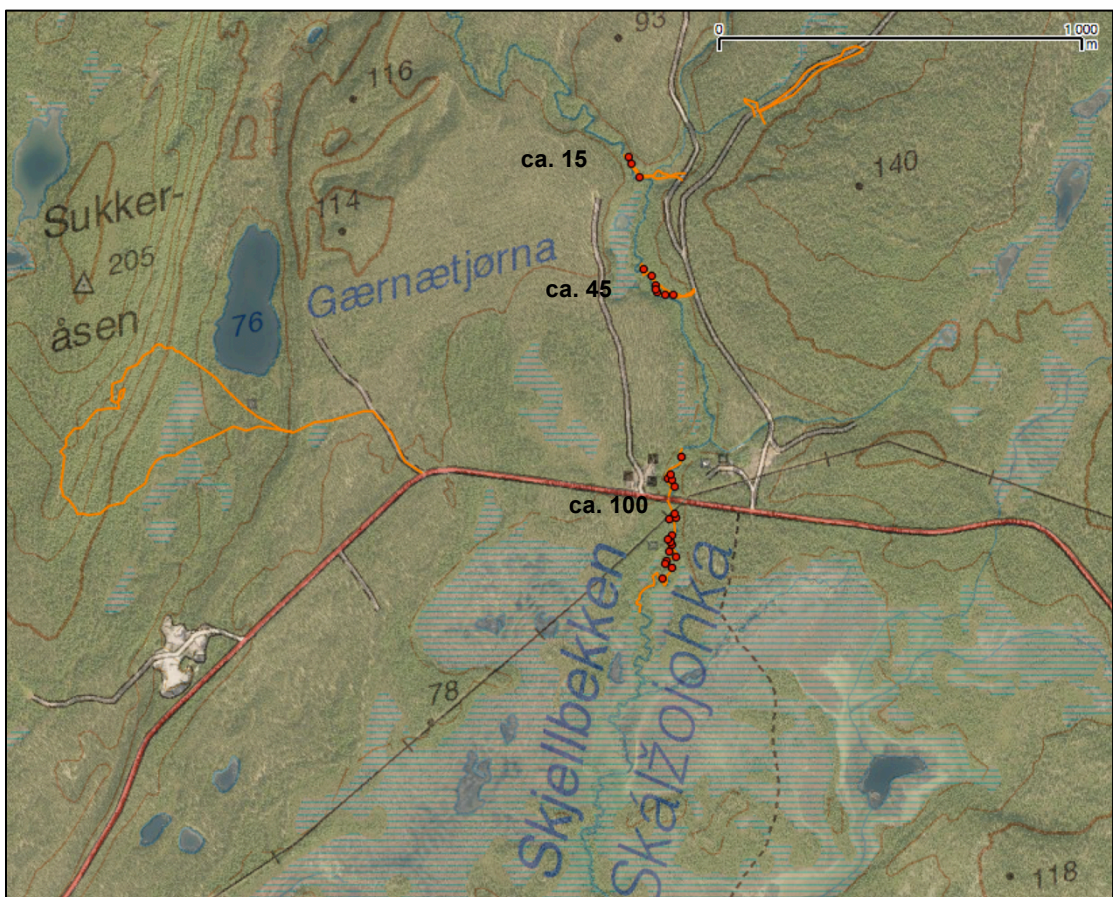 93
0
1 000
m
116
ca. 15
140
Sukker-
114
205
Gærnætjørna
ca. 45
åsen
76
ca. 100
Skjellbekken
Skálžojohka
78
118